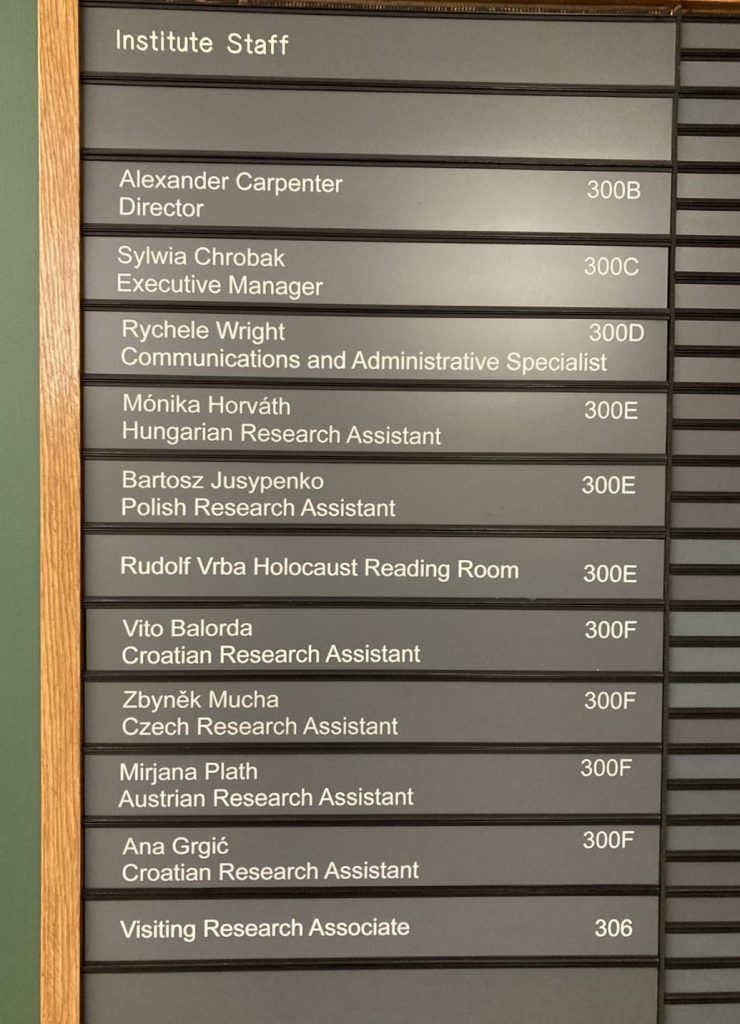 Institute Staff
Alexander Carpenter 300B
Director
Sylwia Chrobak 300C
Executive Manager
Rychele Wright 300D
Communications and Administrative Specialist
Mónika Horváth 300E
Hungarian Research Assistant
Bartosz Jusypenko 300E
Polish Research Assistant
Rudolf Vrba Holocaust Reading Room 300E
Vito Balorda 300F
Croatian Research Assistant
Zbyněk Mucha 300F
Czech Research Assistant
Mirjana Plath 300F
Austrian Research Assistant
Ana Grgić 300F
Croatian Research Assistant
Visiting Research Associate 306